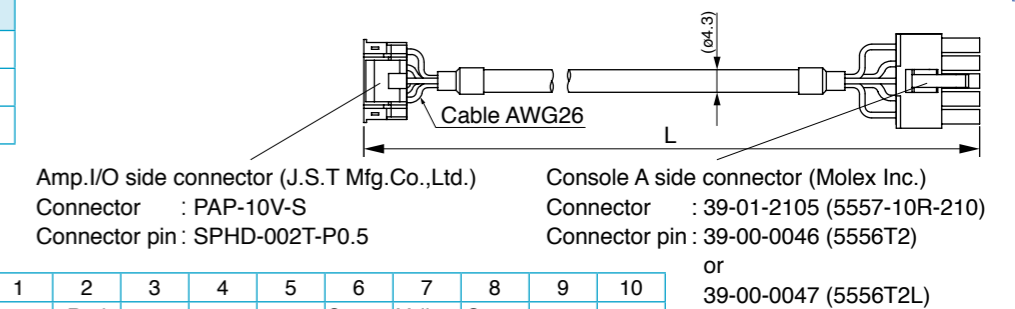 (ø4.3)
Cable AWG26
L
Amp.I/O side connector (J.S.T Mfg.Co.,Ltd.)
Connector : PAP-10V-S
Connector pin : SPHD-002T-P0.5
Console A side connector (Molex Inc.)
Connector : 39-01-2105 (5557-10R-210)
Connector pin : 39-00-0046 (5556T2)
or
39-00-0047 (5556T2L)
1 2 3 4 5 6 7 8 9 10